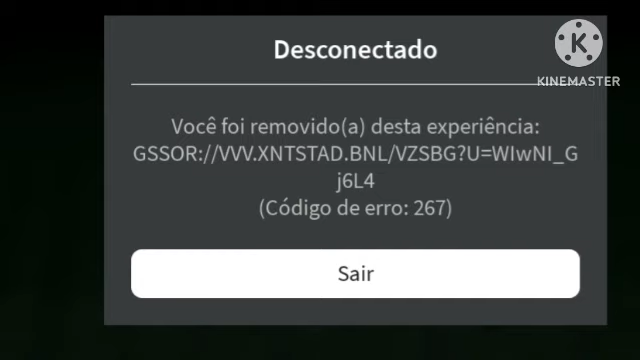 Desconectado
K
KINEMASTER
Você foi removido(a) desta experiência:
GSSOR://VVV.XNTSTAD.BNL/VZSBG?U=WIwNI_G
j6L4
(Código de erro: 267)
Sair